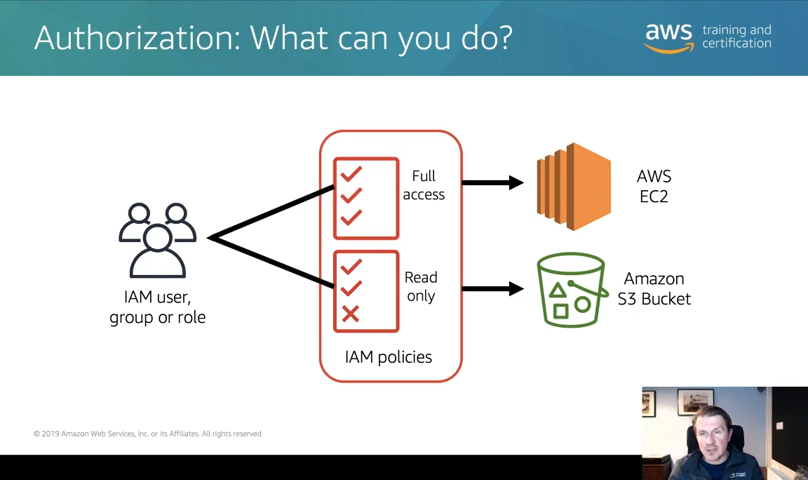 Authorization: What can you do?
aws training and
certification
Full
access
AWS
EC2
Read
only
Amazon
S3 Bucket
IAM user,
group or role
IAM policies
© 2019 Amazon Web Services, Inc. or its Affiliates. All rights reserved.